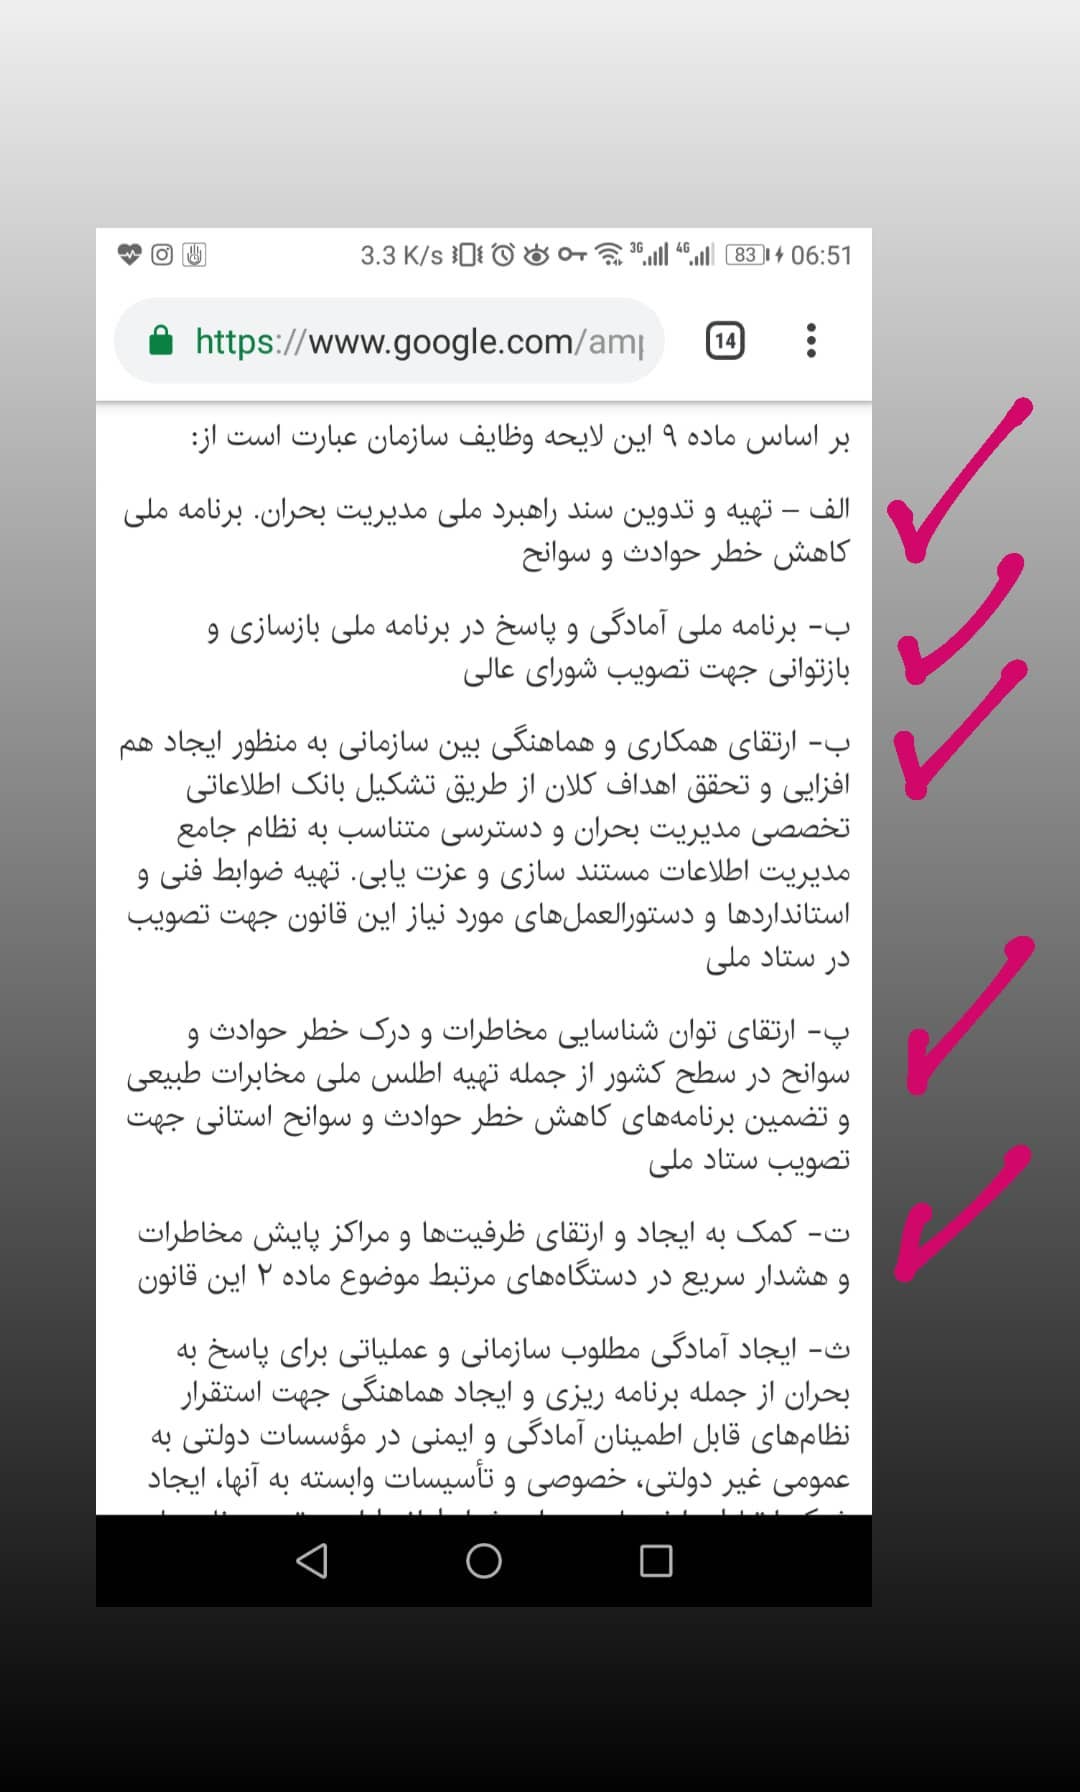 3.3 K/s 3G 4G 83 06:51
https://www.google.com/amp
14
بر اساس ماده ۹ این لایحه وظایف سازمان عبارت است از:
الف – تهیه و تدوین سند راهبرد ملی مدیریت بحران. برنامه ملی
کاهش خطر حوادث و سوانح
ب- برنامه ملی آمادگی و پاسخ در برنامه ملی بازسازی و
بازتوانی جهت تصویب شورای عالی
ب- ارتقای همکاری و هماهنگی بین سازمانی به منظور ایجاد هم
افزایی و تحقق اهداف کلان از طریق تشکیل بانک اطلاعاتی
تخصصی مدیریت بحران و دسترسی متناسب به نظام جامع
مدیریت اطلاعات مستند سازی و عزت یابی. تهیه ضوابط فنی و
استانداردها و دستورالعمل‌های مورد نیاز این قانون جهت تصویب
در ستاد ملی
پ- ارتقای توان شناسایی مخاطرات و درک خطر حوادث و
سوانح در سطح کشور از جمله تهیه اطلس ملی مخابرات طبیعی
و تضمین برنامه‌های کاهش خطر حوادث و سوانح استانی جهت
تصویب ستاد ملی
ت- کمک به ایجاد و ارتقای ظرفیت‌ها و مراکز پایش مخاطرات
و هشدار سریع در دستگاه‌های مرتبط موضوع ماده ۲ این قانون
ث- ایجاد آمادگی مطلوب سازمانی و عملیاتی برای پاسخ به
بحران از جمله برنامه ریزی و ایجاد هماهنگی جهت استقرار
نظام‌های قابل اطمینان آمادگی و ایمنی در مؤسسات دولتی به
عمومی غیر دولتی، خصوصی و تأسیسات وابسته به آنها، ایجاد